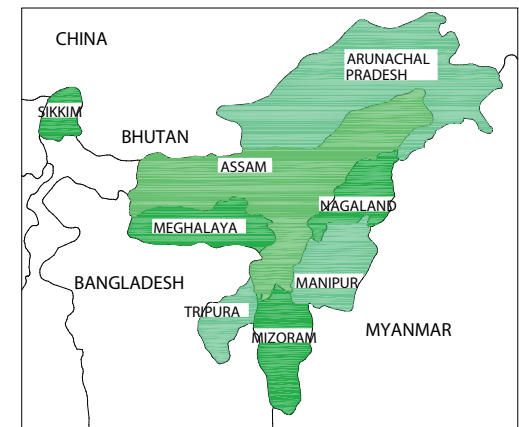 CHINA
ARUNACHAL
PRADESH
SIKKIM
BHUTAN
ASSAM
NAGALAND
MEGHALAYA
BANGLADESH
MANIPUR
TRIPURA
MYANMAR
MIZORAM